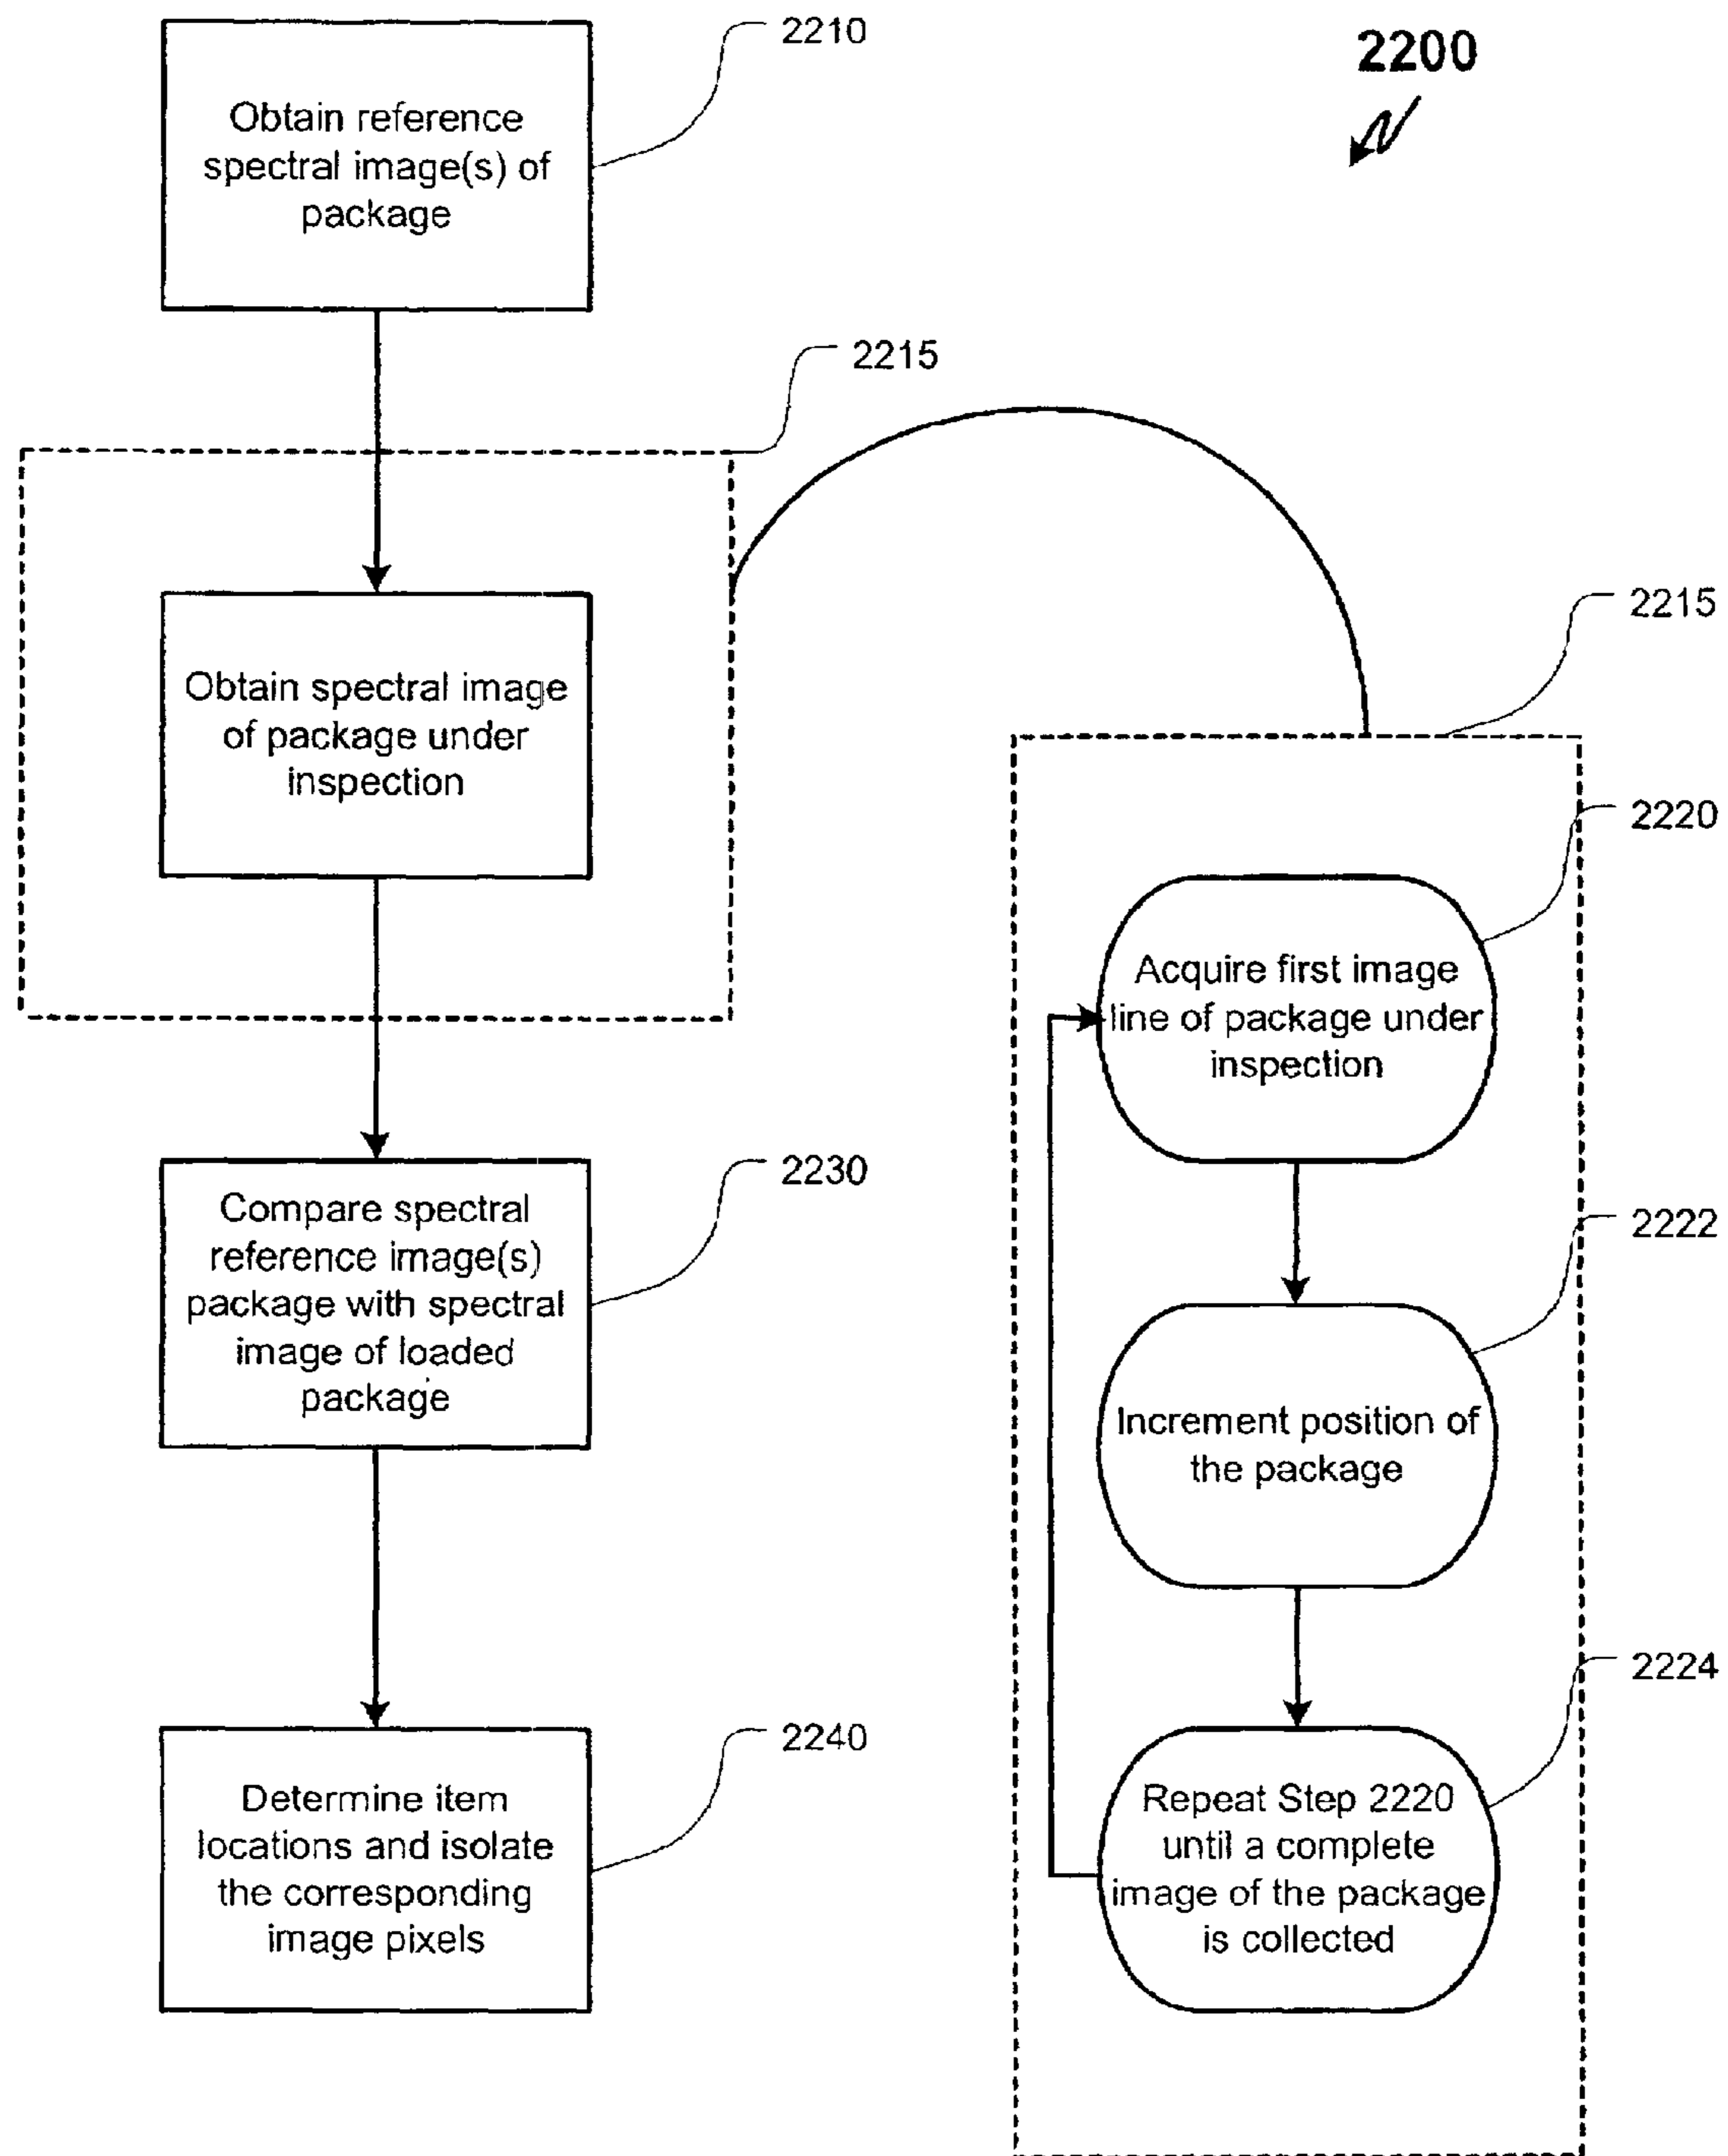 2200
2210
Obtain reference
spectral image(s) of
package
2215
Obtain spectral image
of package under
inspection
2230
Compare spectral
reference image(s)
package with spectral
image of loaded
package
2240
Determine item
locations and isolate
the corresponding
image pixels
2215
2220
Acquire first image
line of package under
inspection
2222
Increment position of
the package
2224
Repeat Step 2220
until a complete
image of the package
is collected